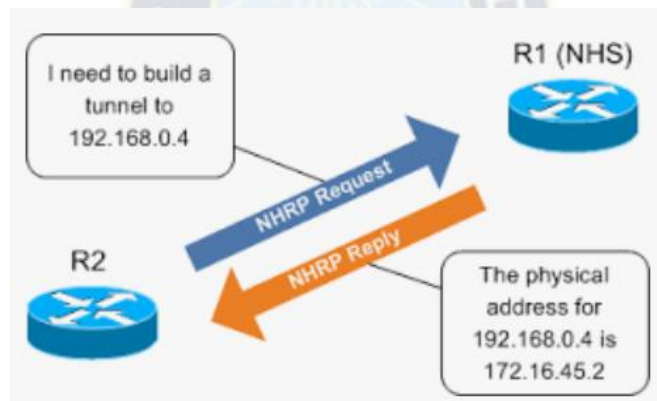 I need to build a
tunnel to
192.168.0.4
R1 (NHS)
NHRP Request
NHRP Reply
R2
The physical
address for
192.168.0.4 is
172.16.45.2